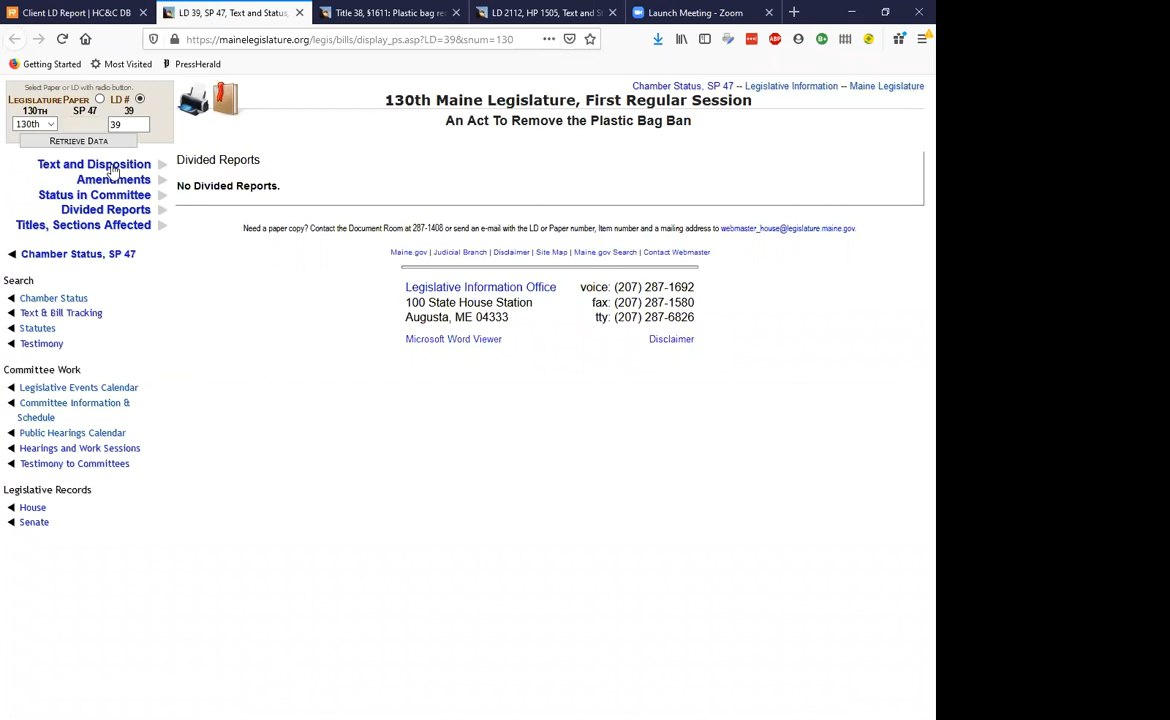 Client LD Report | HC&C DB
LD 39, SP 47, Text and Status,
Title 38, §1611: Plastic bag re
LD 2112, HP 1505, Text and S
Launch Meeting - Zoom
https://mainelegislature.org/legis/bills/display_ps.asp?LD=39&snum=130
Getting Started
Most Visited
PressHerald
Select Paper or LD with radio button.
LEGISLATURE PAPER LD #
130TH SP 47 39
130th 39
RETRIEVE DATA
Chamber Status, SP 47 -- Legislative Information -- Maine Legislature
130th Maine Legislature, First Regular Session
An Act To Remove the Plastic Bag Ban
Text and Disposition
Amendments
Status in Committee
Divided Reports
Titles, Sections Affected
Chamber Status, SP 47
Search
Chamber Status
Text & Bill Tracking
Statutes
Testimony
Committee Work
Legislative Events Calendar
Committee Information &
Schedule
Public Hearings Calendar
Hearings and Work Sessions
Testimony to Committees
Legislative Records
House
Senate
Divided Reports
No Divided Reports.
Need a paper copy? Contact the Document Room at 287-1408 or send an e-mail with the LD or Paper number, Item number and a mailing address to webmaster_house@legislature.maine.gov.
Maine.gov | Judicial Branch | Disclaimer | Site Map | Maine.gov Search | Contact Webmaster
Legislative Information Office voice: (207) 287-1692
100 State House Station fax: (207) 287-1580
Augusta, ME 04333 tty: (207) 287-6826
Microsoft Word Viewer Disclaimer